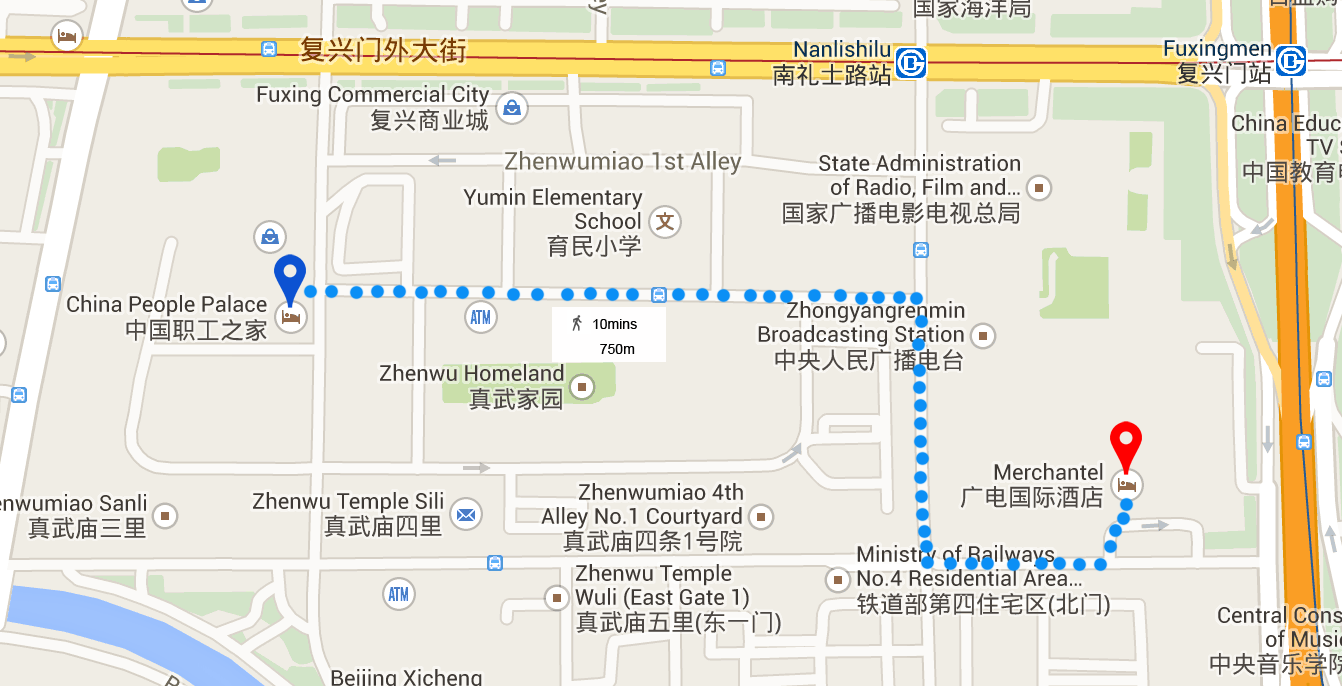 国家海洋局
复兴门外大街
Nanlishilu
南礼士路站
Fuxingmen
复兴门站
Fuxing Commercial City
复兴商业城
China Educ
TV
中国教育
Zhenwumiao 1st Alley
State Administration
of Radio, Film and...
国家广播电影电视总局
Yumin Elementary
School
育民小学
文
China People Palace
中国职工之家
ATM
10mins
750m
Zhongyangrenmin
Broadcasting Station
中央人民广播电台
Zhenwu Homeland
真武家园
Merchantel
广电国际酒店
enwumiao Sanli
真武庙三里
Zhenwu Temple Sili
真武庙四里
Zhenwumiao 4th
Alley No.1 Courtyard
真武庙四条1号院
Ministry of Railways
No.4 Residential Area...
铁道部第四住宅区(北门)
Zhenwu Temple
Wuli (East Gate 1)
真武庙五里(东一门)
ATM
Central Cons
of Music
中央音乐学院
Beijing Xicheng